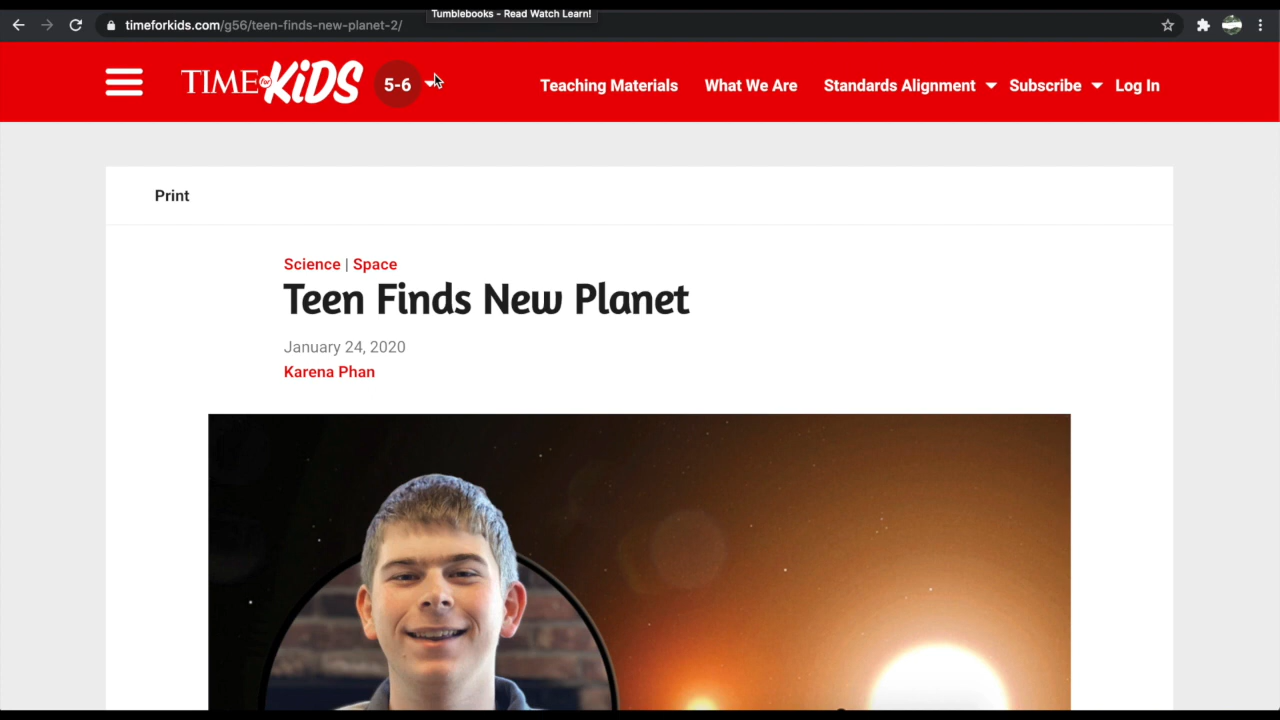 Tumblebooks - Read Watch Learn!
timeforkids.com/g56/teen-finds-new-planet-2/
TIME for KiDS 5-6 Teaching Materials What We Are Standards Alignment Subscribe Log In
Print
Science | Space
Teen Finds New Planet
January 24, 2020
Karena Phan